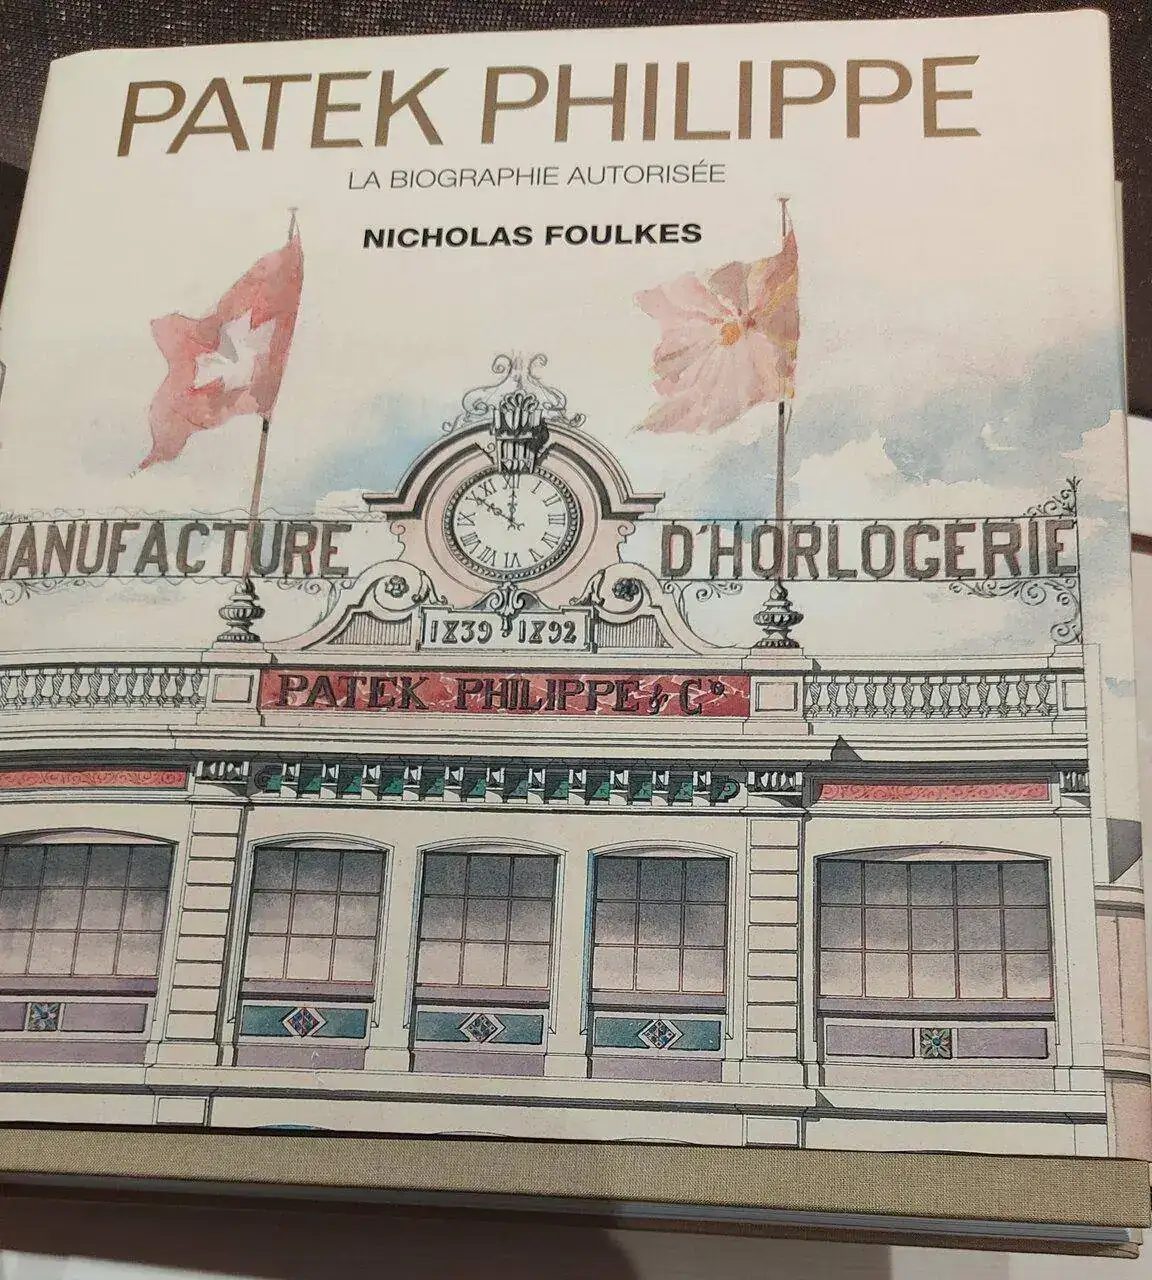 PATEK PHILIPPE
LA BIOGRAPHIE AUTORISÉE
NICHOLAS FOULKES
MANUFACTURE D'HORLOGERIE
1839 1892
PATEK PHILIPPE & Cº